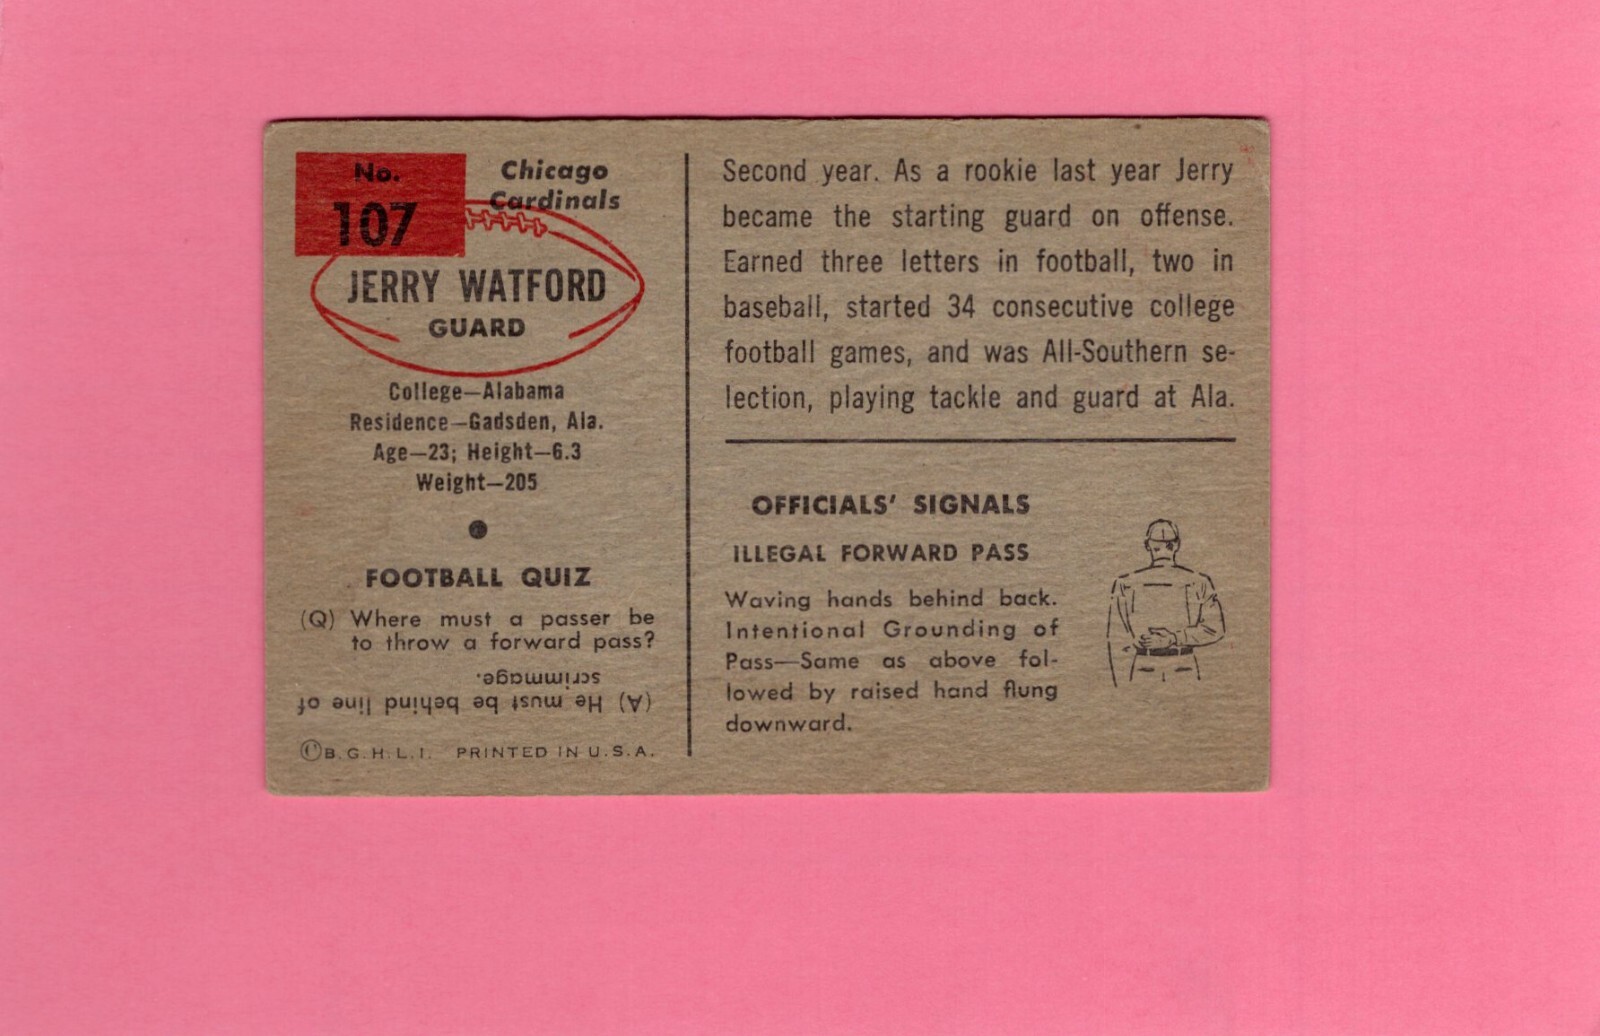 No.
107
Chicago
Cardinals
JERRY WATFORD
GUARD
College—Alabama
Residence—Gadsden, Ala.
Age—23; Height—6.3
Weight—205
FOOTBALL QUIZ
(Q) Where must a passer be
to throw a forward pass?
(A) He must be behind line of
scrimmage.
©B.G.H.L.I. PRINTED IN U.S.A.
Second year. As a rookie last year Jerry
became the starting guard on offense.
Earned three letters in football, two in
baseball, started 34 consecutive college
football games, and was All-Southern se-
lection, playing tackle and guard at Ala.
OFFICIALS' SIGNALS
ILLEGAL FORWARD PASS
Waving hands behind back.
Intentional Grounding of
Pass—Same as above fol-
lowed by raised hand flung
downward.